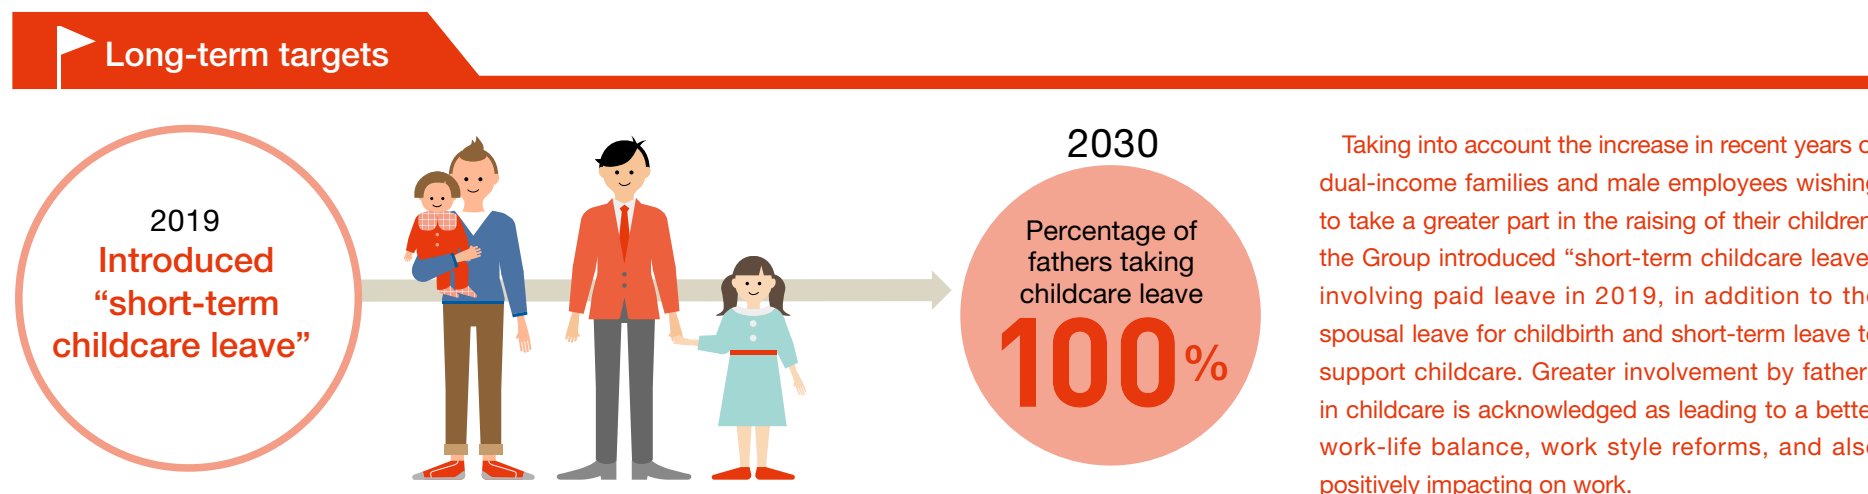 Long-term targets
2019
Introduced
“short-term
childcare leave”
2030
Percentage of
fathers taking
childcare leave
100%
Taking into account the increase in recent years
dual-income families and male employees wishing
to take a greater part in the raising of their children
the Group introduced “short-term childcare leave
involving paid leave in 2019, in addition to the
spousal leave for childbirth and short-term leave to
support childcare. Greater involvement by father
in childcare is acknowledged as leading to a bette
work-life balance, work style reforms, and also
positively impacting on work.